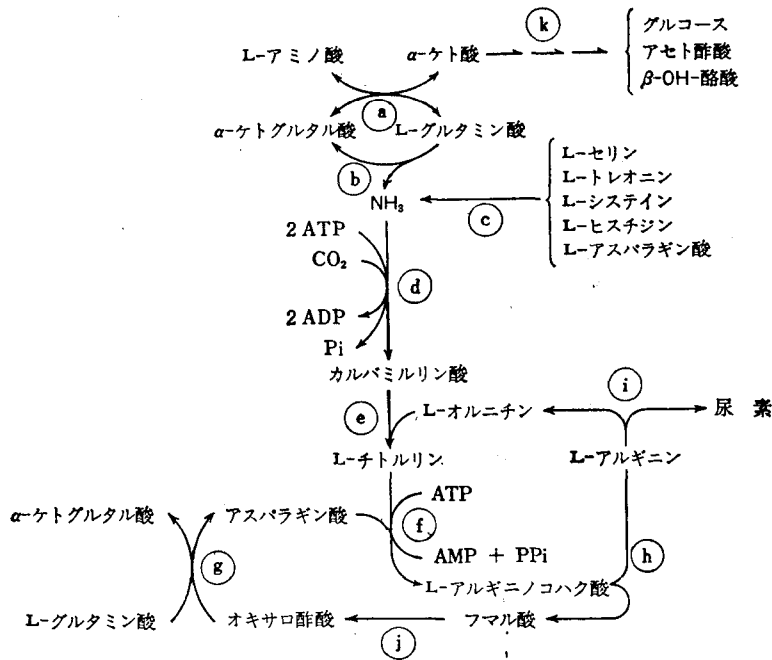 ⓚ
L-アミノ酸 α-ケト酸
グルコース
アセト酢酸
β-OH-酪酸
ⓐ
α-ケトグルタル酸 L-グルタミン酸
ⓑ
NH₃
ⓒ
L-セリン
L-トレオニン
L-システイン
L-ヒスチジン
L-アスパラギン酸
2 ATP
CO₂
ⓓ
2 ADP
Pi
カルバミルリン酸
ⓔ
L-オルニチン
ⓘ
尿 素
L-チトルリン
L-アルギニン
ATP
α-ケトグルタル酸 アスパラギン酸
ⓕ
AMP + PPi
ⓖ
ⓗ
L-アルギニノコハク酸
L-グルタミン酸 オキサロ酢酸 フマル酸
ⓙ